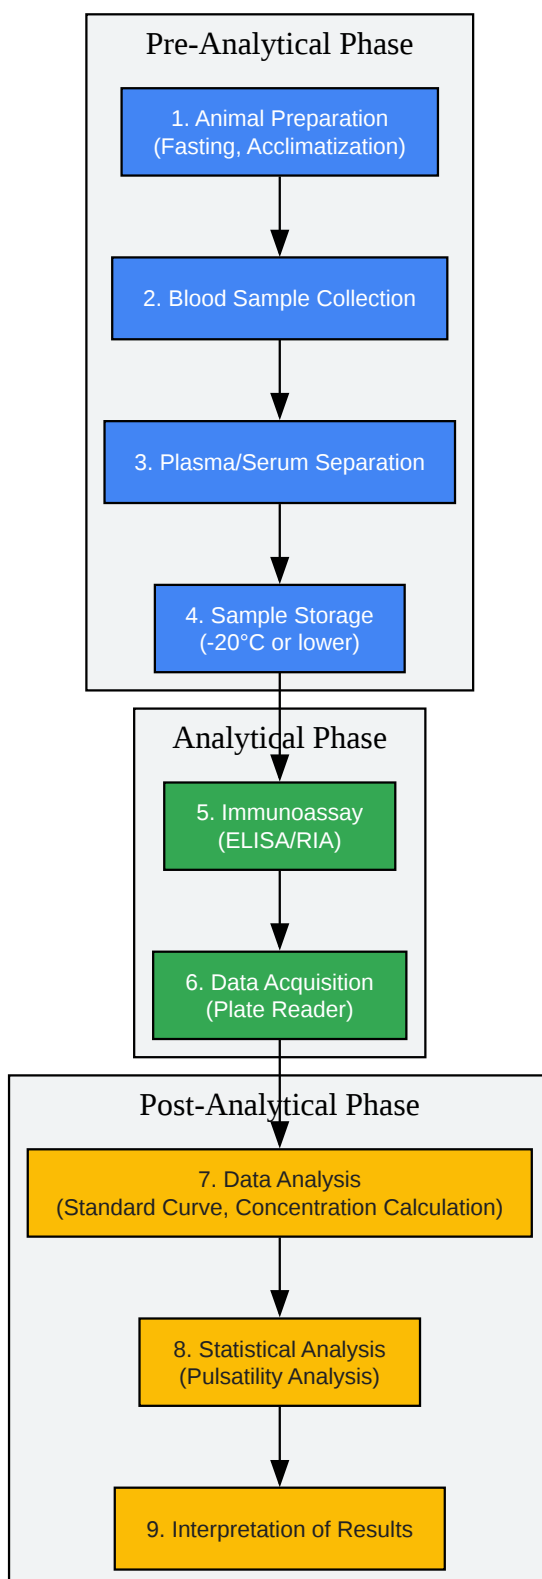 Pre-Analytical Phase
1. Animal Preparation
(Fasting, Acclimatization)
2. Blood Sample Collection
3. Plasma/Serum Separation
4. Sample Storage
(-20°C or lower)
Analytical Phase
5. Immunoassay
(ELISA/RIA)
6. Data Acquisition
(Plate Reader)
Post-Analytical Phase
7. Data Analysis
(Standard Curve, Concentration Calculation)
8. Statistical Analysis
(Pulsatility Analysis)
9. Interpretation of Results